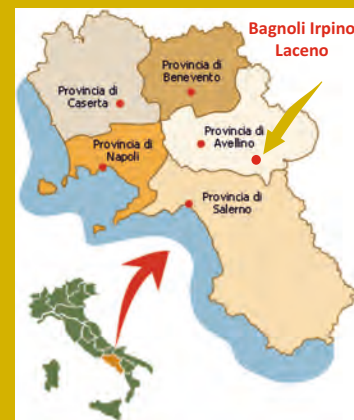 Bagnoli Irpino
Laceno
Provincia di
Benevento
Provincia di
Caserta
Provincia di
Avellino
Provincia di
Napoli
Provincia di
Salerno